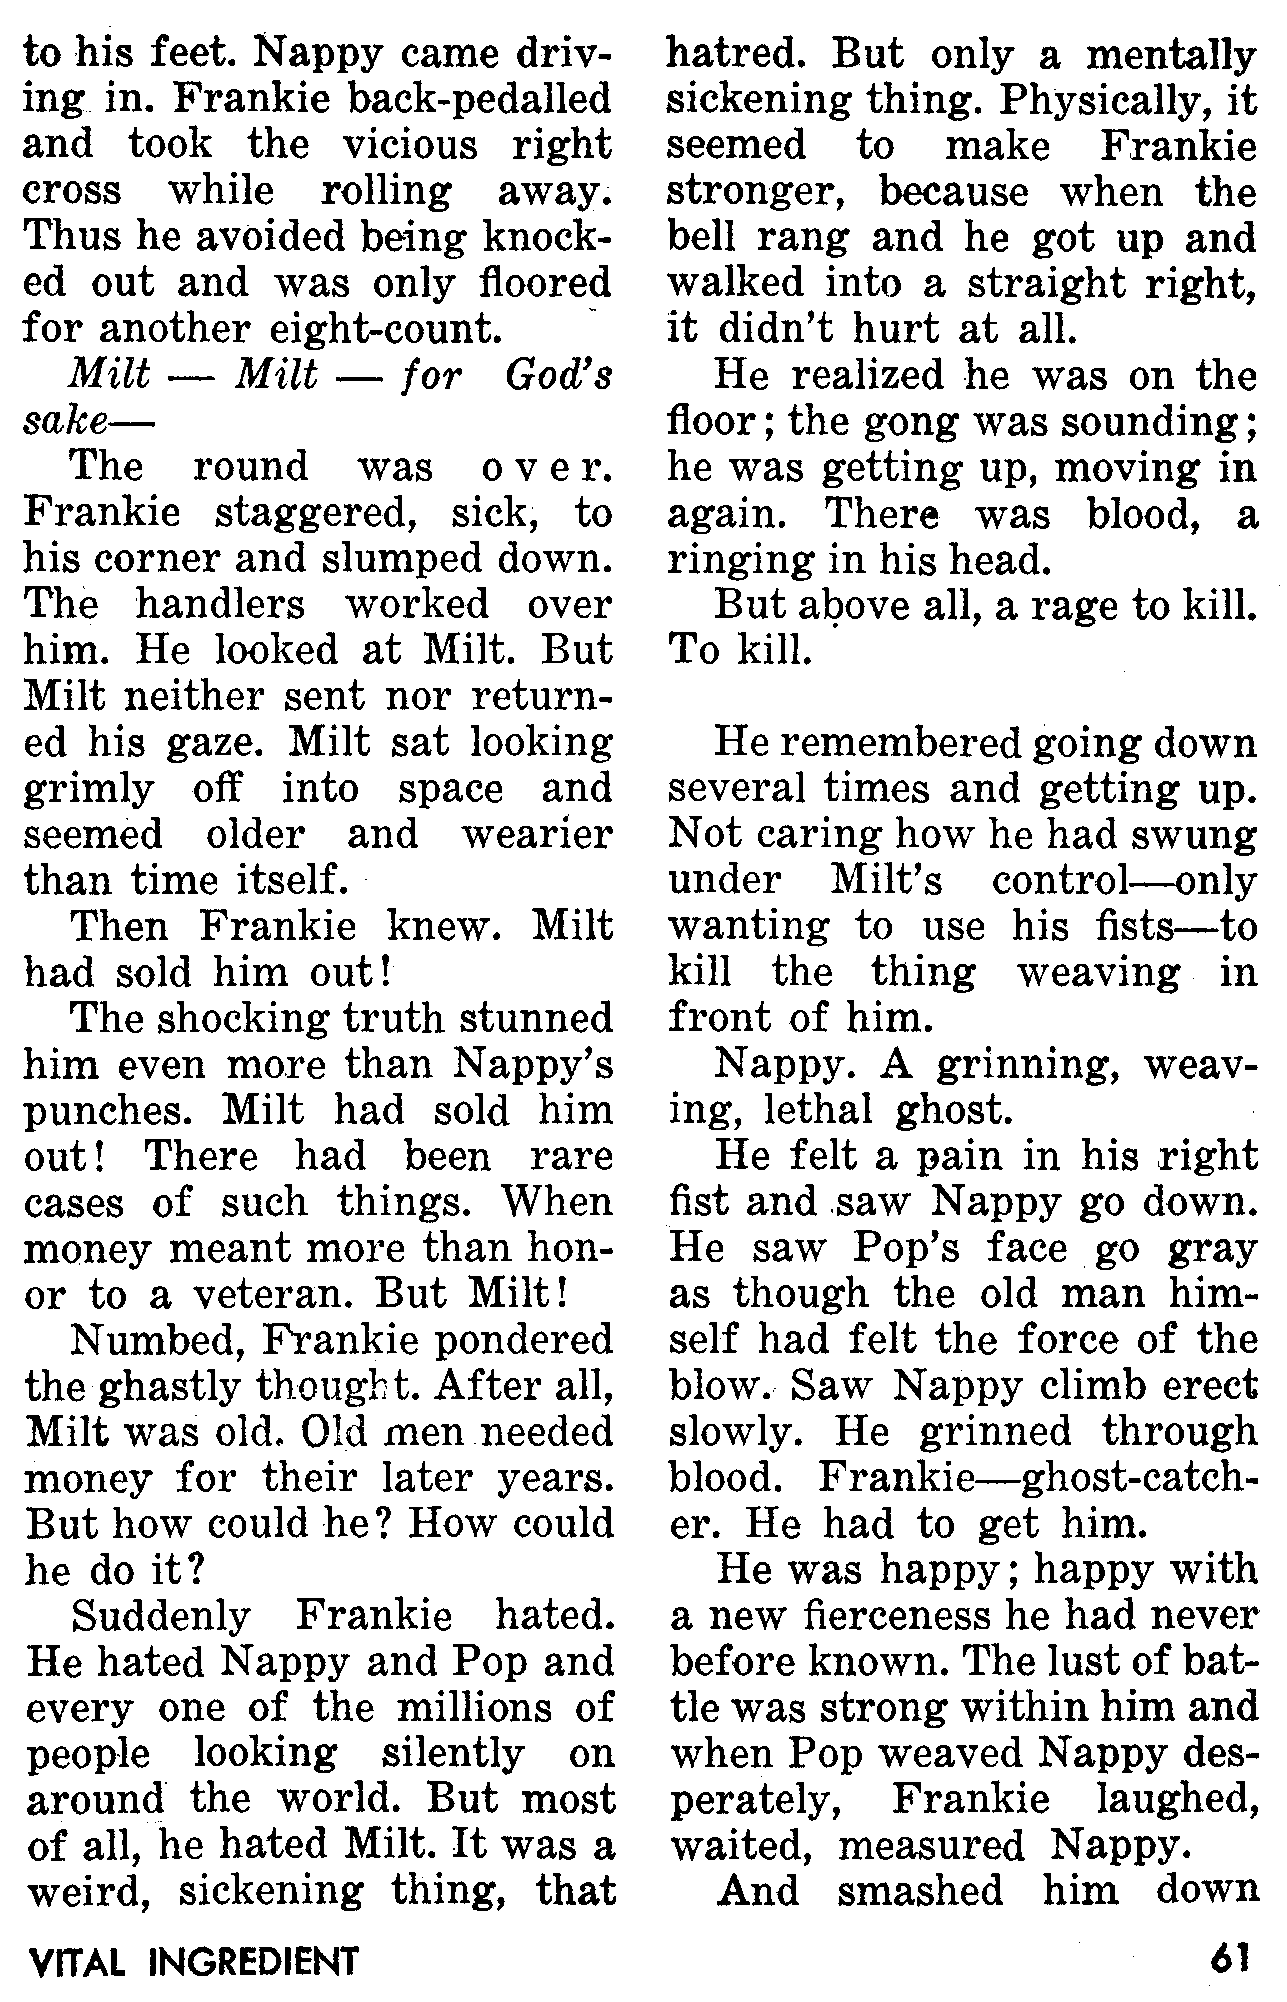 to his feet. Nappy came driv-
ing in. Frankie back-pedalled
and took the vicious right
cross while rolling away.
Thus he avoided being knock-
ed out and was only floored
for another eight-count.
Milt — Milt — for God's
sake—
The round was over.
Frankie staggered, sick, to
his corner and slumped down.
The handlers worked over
him. He looked at Milt. But
Milt neither sent nor return-
ed his gaze. Milt sat looking
grimly off into space and
seemed older and wearier
than time itself.
Then Frankie knew. Milt
had sold him out!
The shocking truth stunned
him even more than Nappy's
punches. Milt had sold him
out! There had been rare
cases of such things. When
money meant more than hon-
or to a veteran. But Milt!
Numbed, Frankie pondered
the ghastly thought. After all,
Milt was old. Old men needed
money for their later years.
But how could he? How could
he do it?
Suddenly Frankie hated.
He hated Nappy and Pop and
every one of the millions of
people looking silently on
around the world. But most
of all, he hated Milt. It was a
weird, sickening thing, that
hatred. But only a mentally
sickening thing. Physically, it
seemed to make Frankie
stronger, because when the
bell rang and he got up and
walked into a straight right,
it didn't hurt at all.
He realized he was on the
floor; the gong was sounding;
he was getting up, moving in
again. There was blood, a
ringing in his head.
But above all, a rage to kill.
To kill.
He remembered going down
several times and getting up.
Not caring how he had swung
under Milt's control—only
wanting to use his fists—to
kill the thing weaving in
front of him.
Nappy. A grinning, weav-
ing, lethal ghost.
He felt a pain in his right
fist and saw Nappy go down.
He saw Pop's face go gray
as though the old man him-
self had felt the force of the
blow. Saw Nappy climb erect
slowly. He grinned through
blood. Frankie—ghost-catch-
er. He had to get him.
He was happy; happy with
a new fierceness he had never
before known. The lust of bat-
tle was strong within him and
when Pop weaved Nappy des-
perately, Frankie laughed,
waited, measured Nappy.
And smashed him down
VITAL INGREDIENT
61